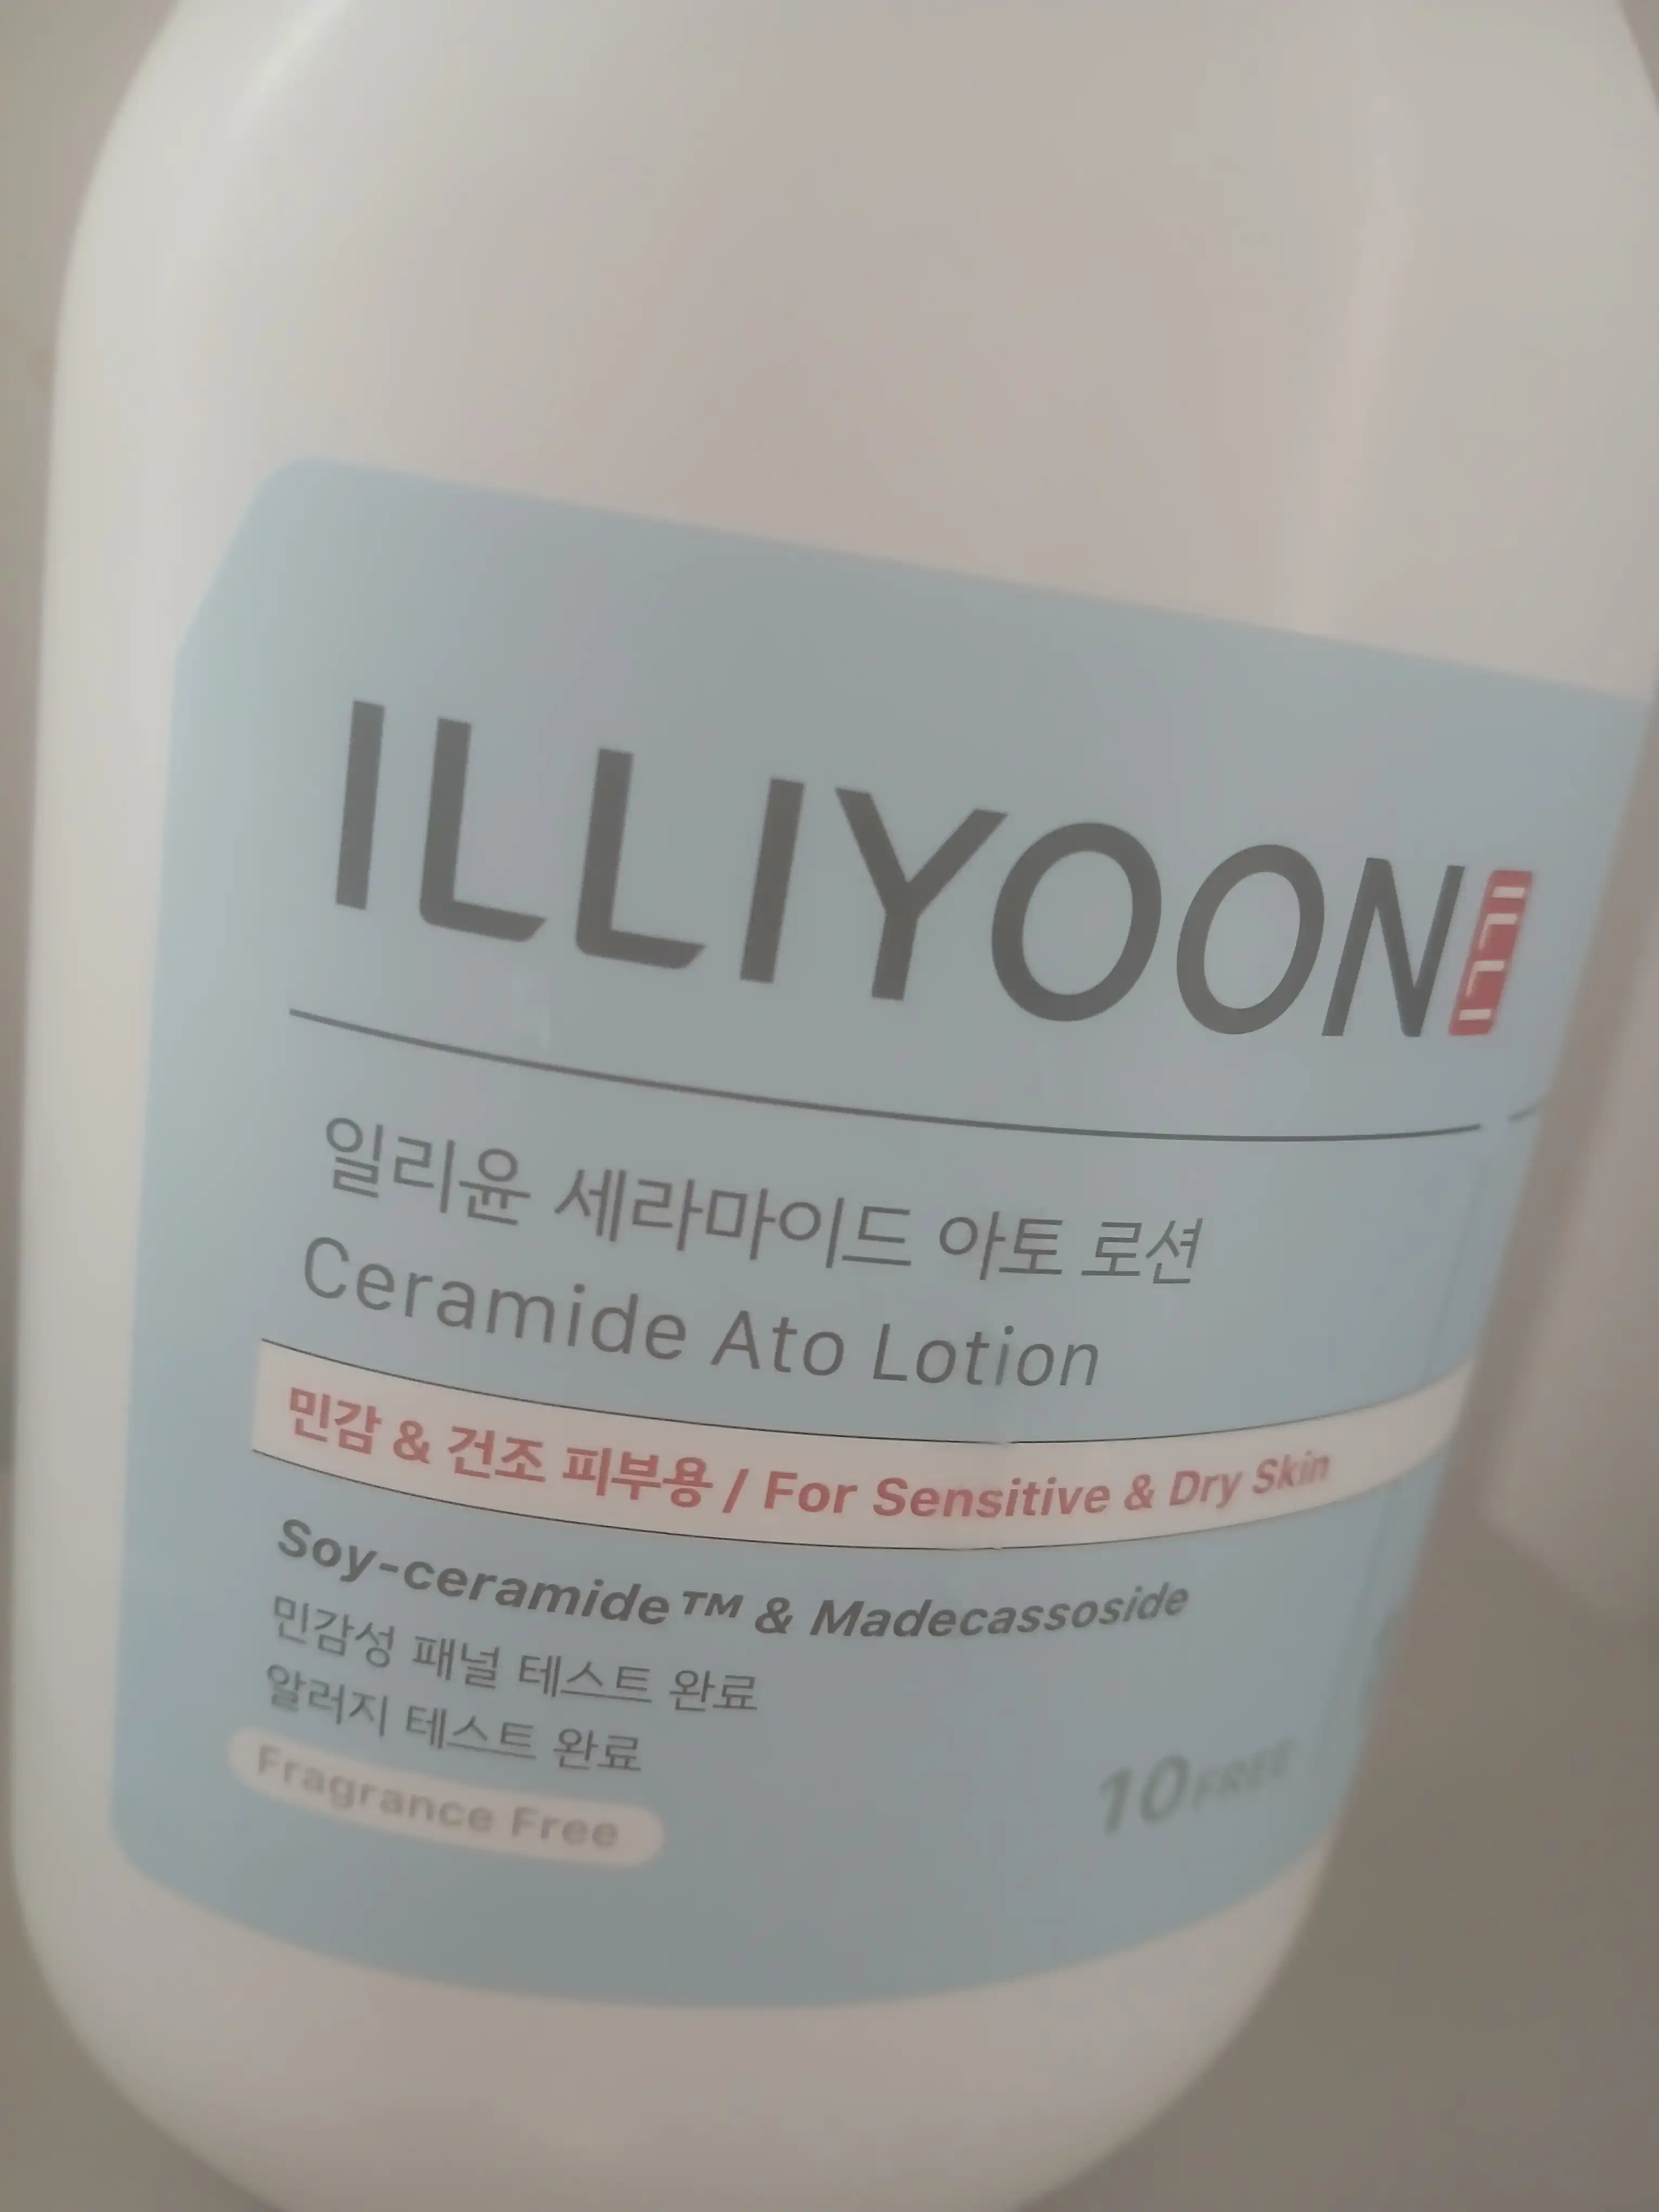 ILLIYOON ILLI
일리윤 세라마이드 아토 로션
Ceramide Ato Lotion
민감 & 건조 피부용 / For Sensitive & Dry Skin
Soy-ceramide™ & Madecassoside
민감성 패널 테스트 완료
알러지 테스트 완료
Fragrance Free
10 FREE